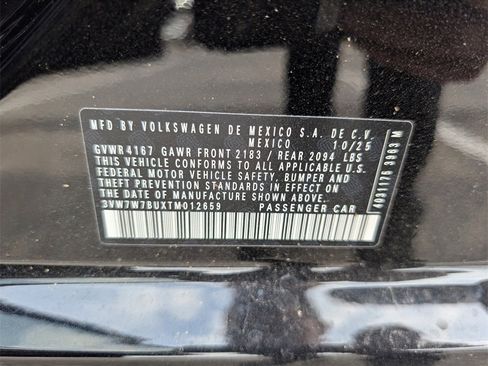 MFD BY VOLKSWAGEN DE MEXICO S.A. DE C.V.
MEXICO 10/25
GVWR 4167 GAWR FRONT 2183 / REAR 2094 LBS
THIS VEHICLE CONFORMS TO ALL APPLICABLE U.S.
FEDERAL MOTOR VEHICLE SAFETY, BUMPER AND
THEFT PREVENTION STANDARDS IN EFFECT ON
THE DATE OF MANUFACTURE SHOWN ABOVE.
3VW7W7BUXTM012659 PASSENGER CAR